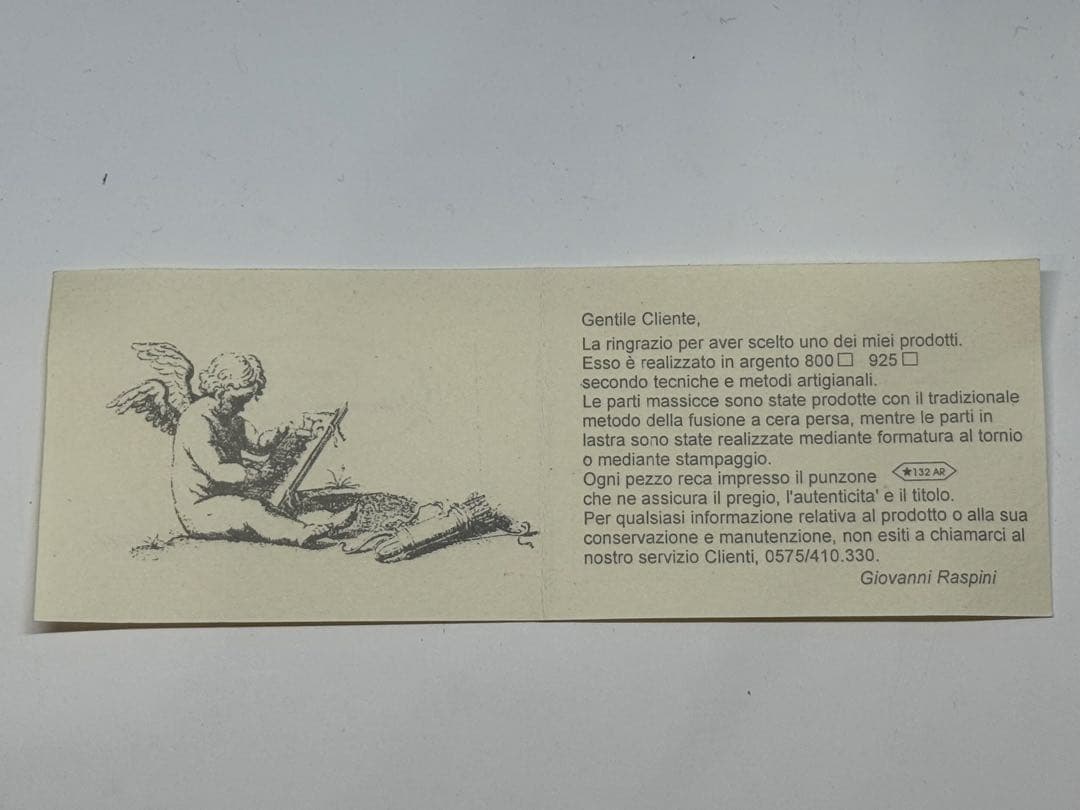 Gentile Cliente,
La ringrazio per aver scelto uno dei miei prodotti.
Esso è realizzato in argento 800☐ 925☐
secondo tecniche e metodi artigianali.
Le parti massicce sono state prodotte con il tradizionale
metodo della fusione a cera persa, mentre le parti in
lastra sono state realizzate mediante formatura al tornio
o mediante stampaggio.
Ogni pezzo reca impresso il punzone ★132 AR
che ne assicura il pregio, l'autenticita' e il titolo.
Per qualsiasi informazione relativa al prodotto o alla sua
conservazione e manutenzione, non esiti a chiamarci al
nostro servizio Clienti, 0575/410.330.
Giovanni Raspini